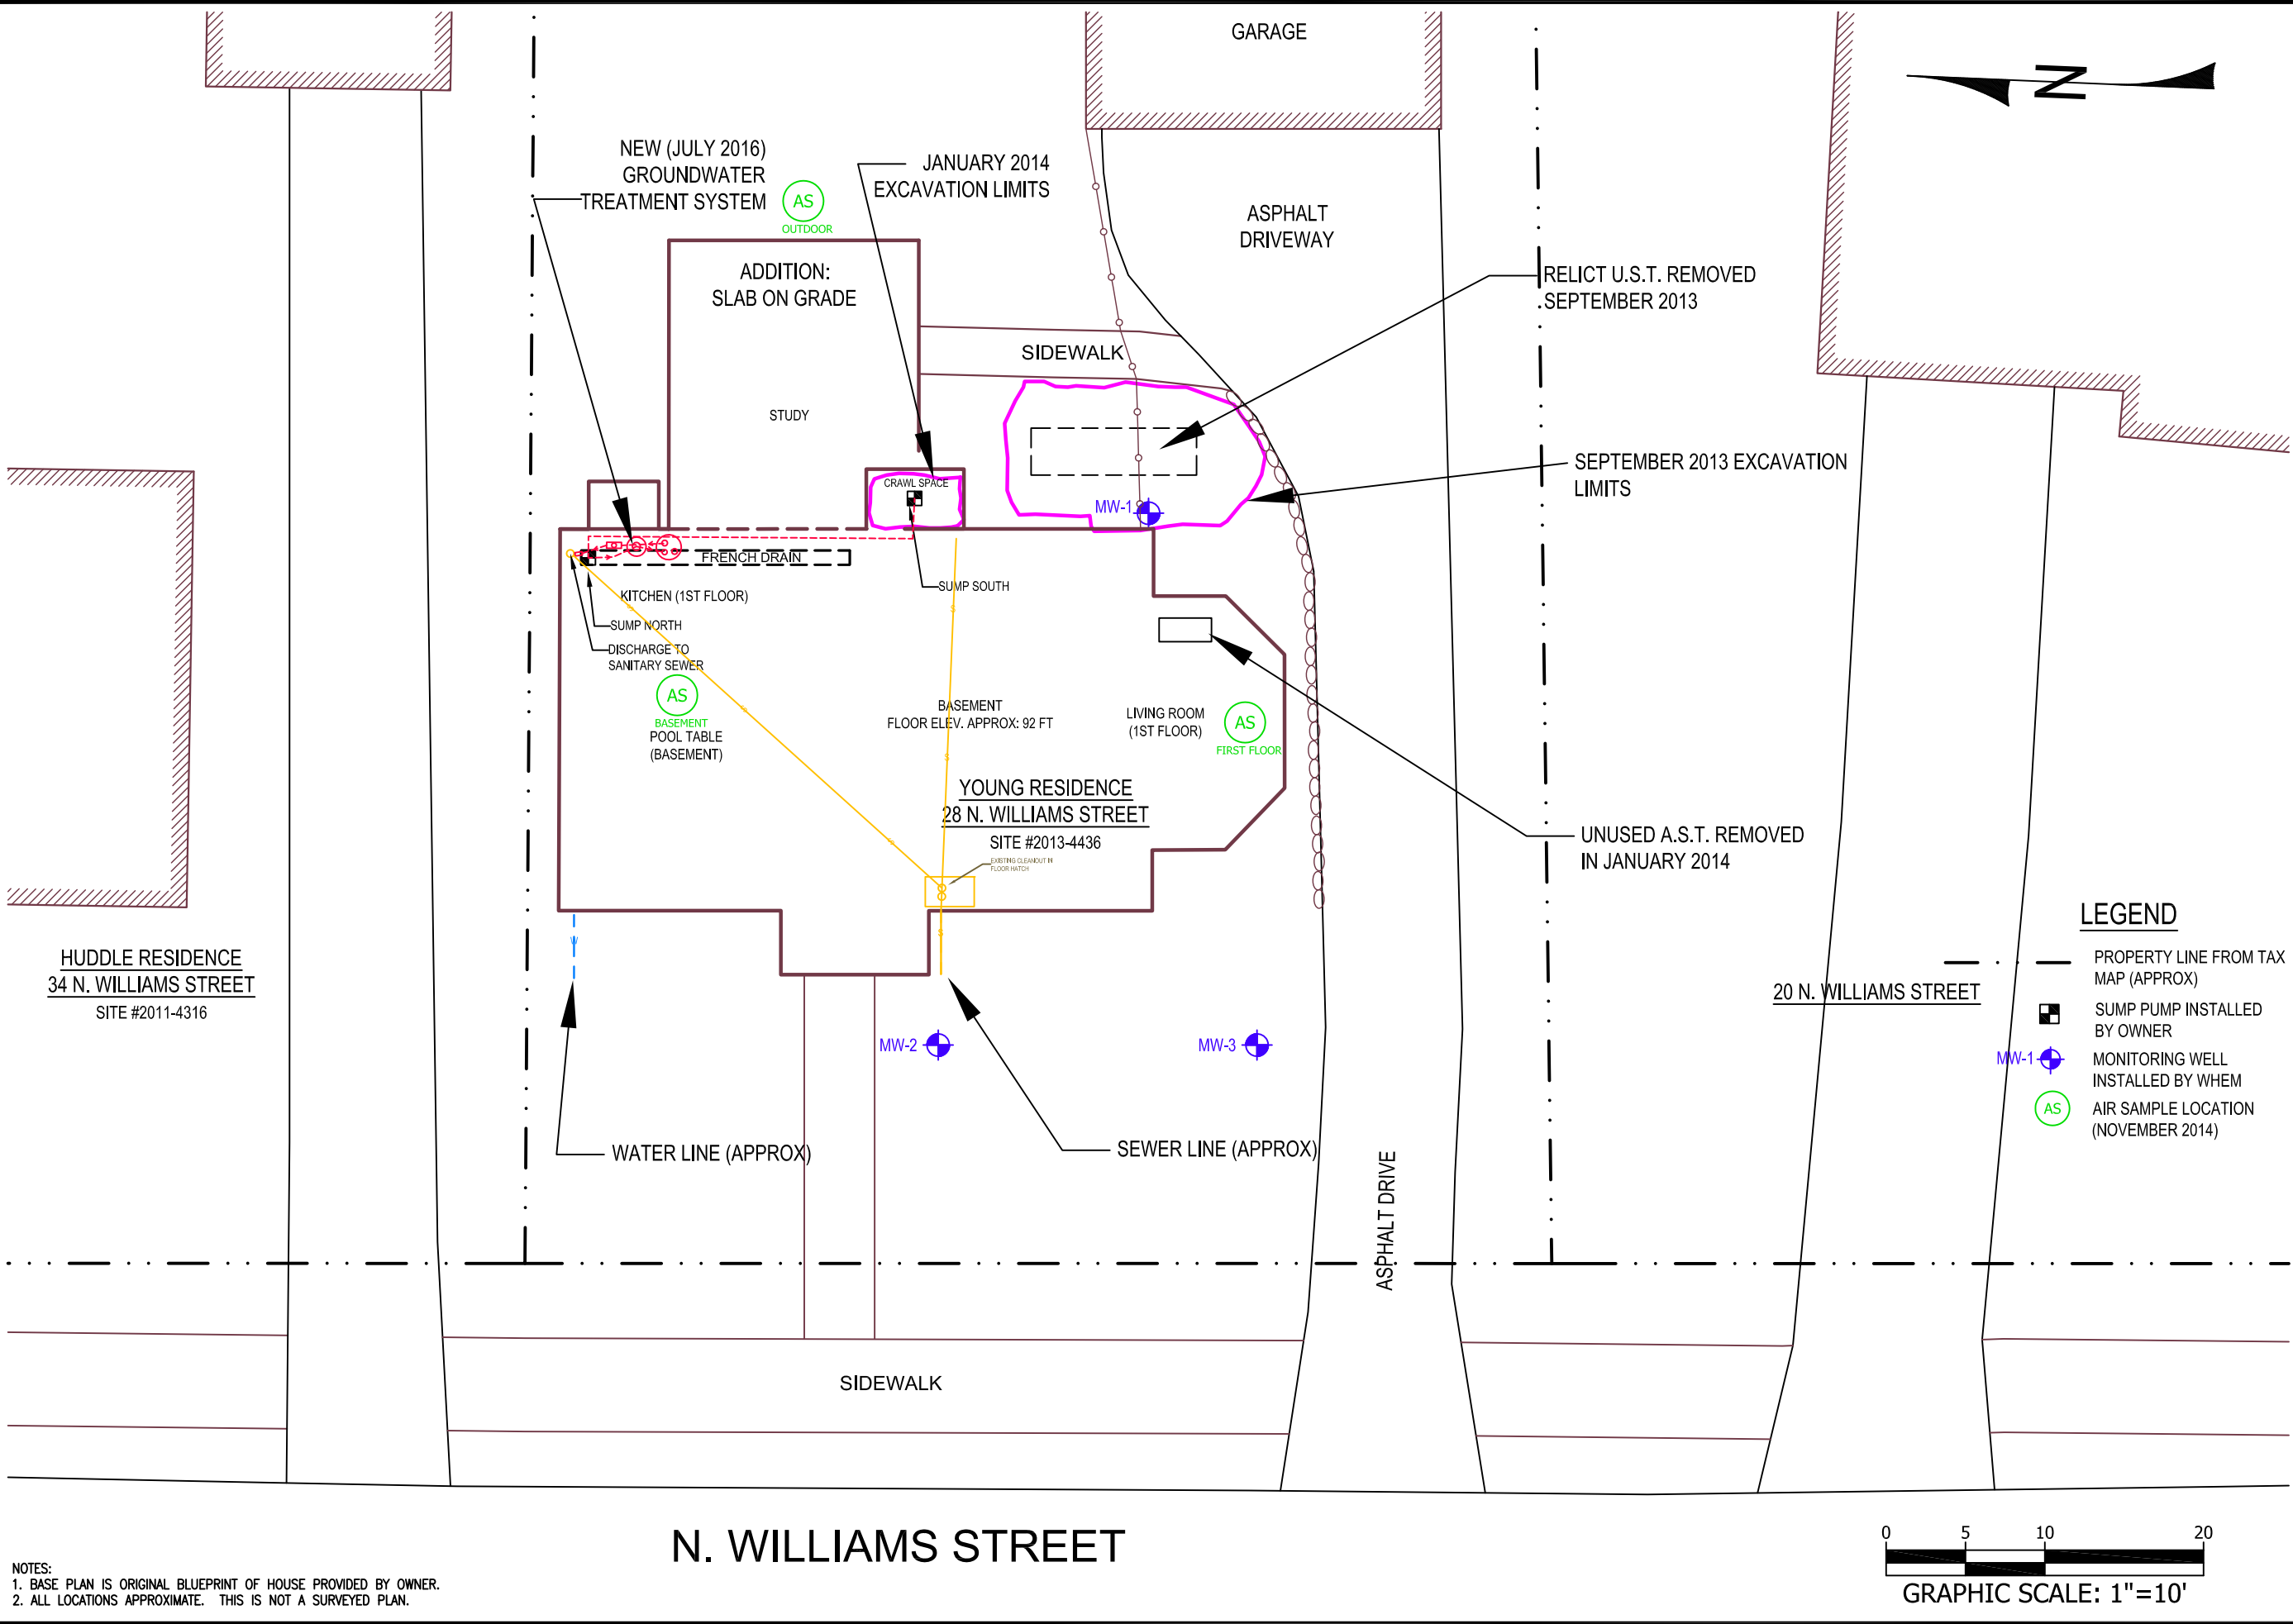 GARAGE
N
NEW (JULY 2016)
GROUNDWATER
TREATMENT SYSTEM
AS
OUTDOOR
JANUARY 2014
EXCAVATION LIMITS
ASPHALT
DRIVEWAY
ADDITION:
SLAB ON GRADE
RELICT U.S.T. REMOVED
SEPTEMBER 2013
SIDEWALK
STUDY
SEPTEMBER 2013 EXCAVATION
LIMITS
CRAWL SPACE
MW-1
FRENCH DRAIN
SUMP SOUTH
KITCHEN (1ST FLOOR)
SUMP NORTH
DISCHARGE TO
SANITARY SEWER
AS
BASEMENT
POOL TABLE
(BASEMENT)
BASEMENT
FLOOR ELEV. APPROX: 92 FT
LIVING ROOM
(1ST FLOOR)
AS
FIRST FLOOR
S
S
S
S
S
S
YOUNG RESIDENCE
28 N. WILLIAMS STREET
SITE #2013-4436
EXISTING CLEANOUT IN
FLOOR HATCH
UNUSED A.S.T. REMOVED
IN JANUARY 2014
W
HUDDLE RESIDENCE
34 N. WILLIAMS STREET
SITE #2011-4316
20 N. WILLIAMS STREET
LEGEND
PROPERTY LINE FROM TAX
MAP (APPROX)
SUMP PUMP INSTALLED
BY OWNER
MW-1
MONITORING WELL
INSTALLED BY WHEM
AS
AIR SAMPLE LOCATION
(NOVEMBER 2014)
MW-2
MW-3
WATER LINE (APPROX)
SEWER LINE (APPROX)
ASPHALT DRIVE
SIDEWALK
N. WILLIAMS STREET
0 5 10 20
GRAPHIC SCALE: 1"=10'
NOTES:
1. BASE PLAN IS ORIGINAL BLUEPRINT OF HOUSE PROVIDED BY OWNER.
2. ALL LOCATIONS APPROXIMATE. THIS IS NOT A SURVEYED PLAN.